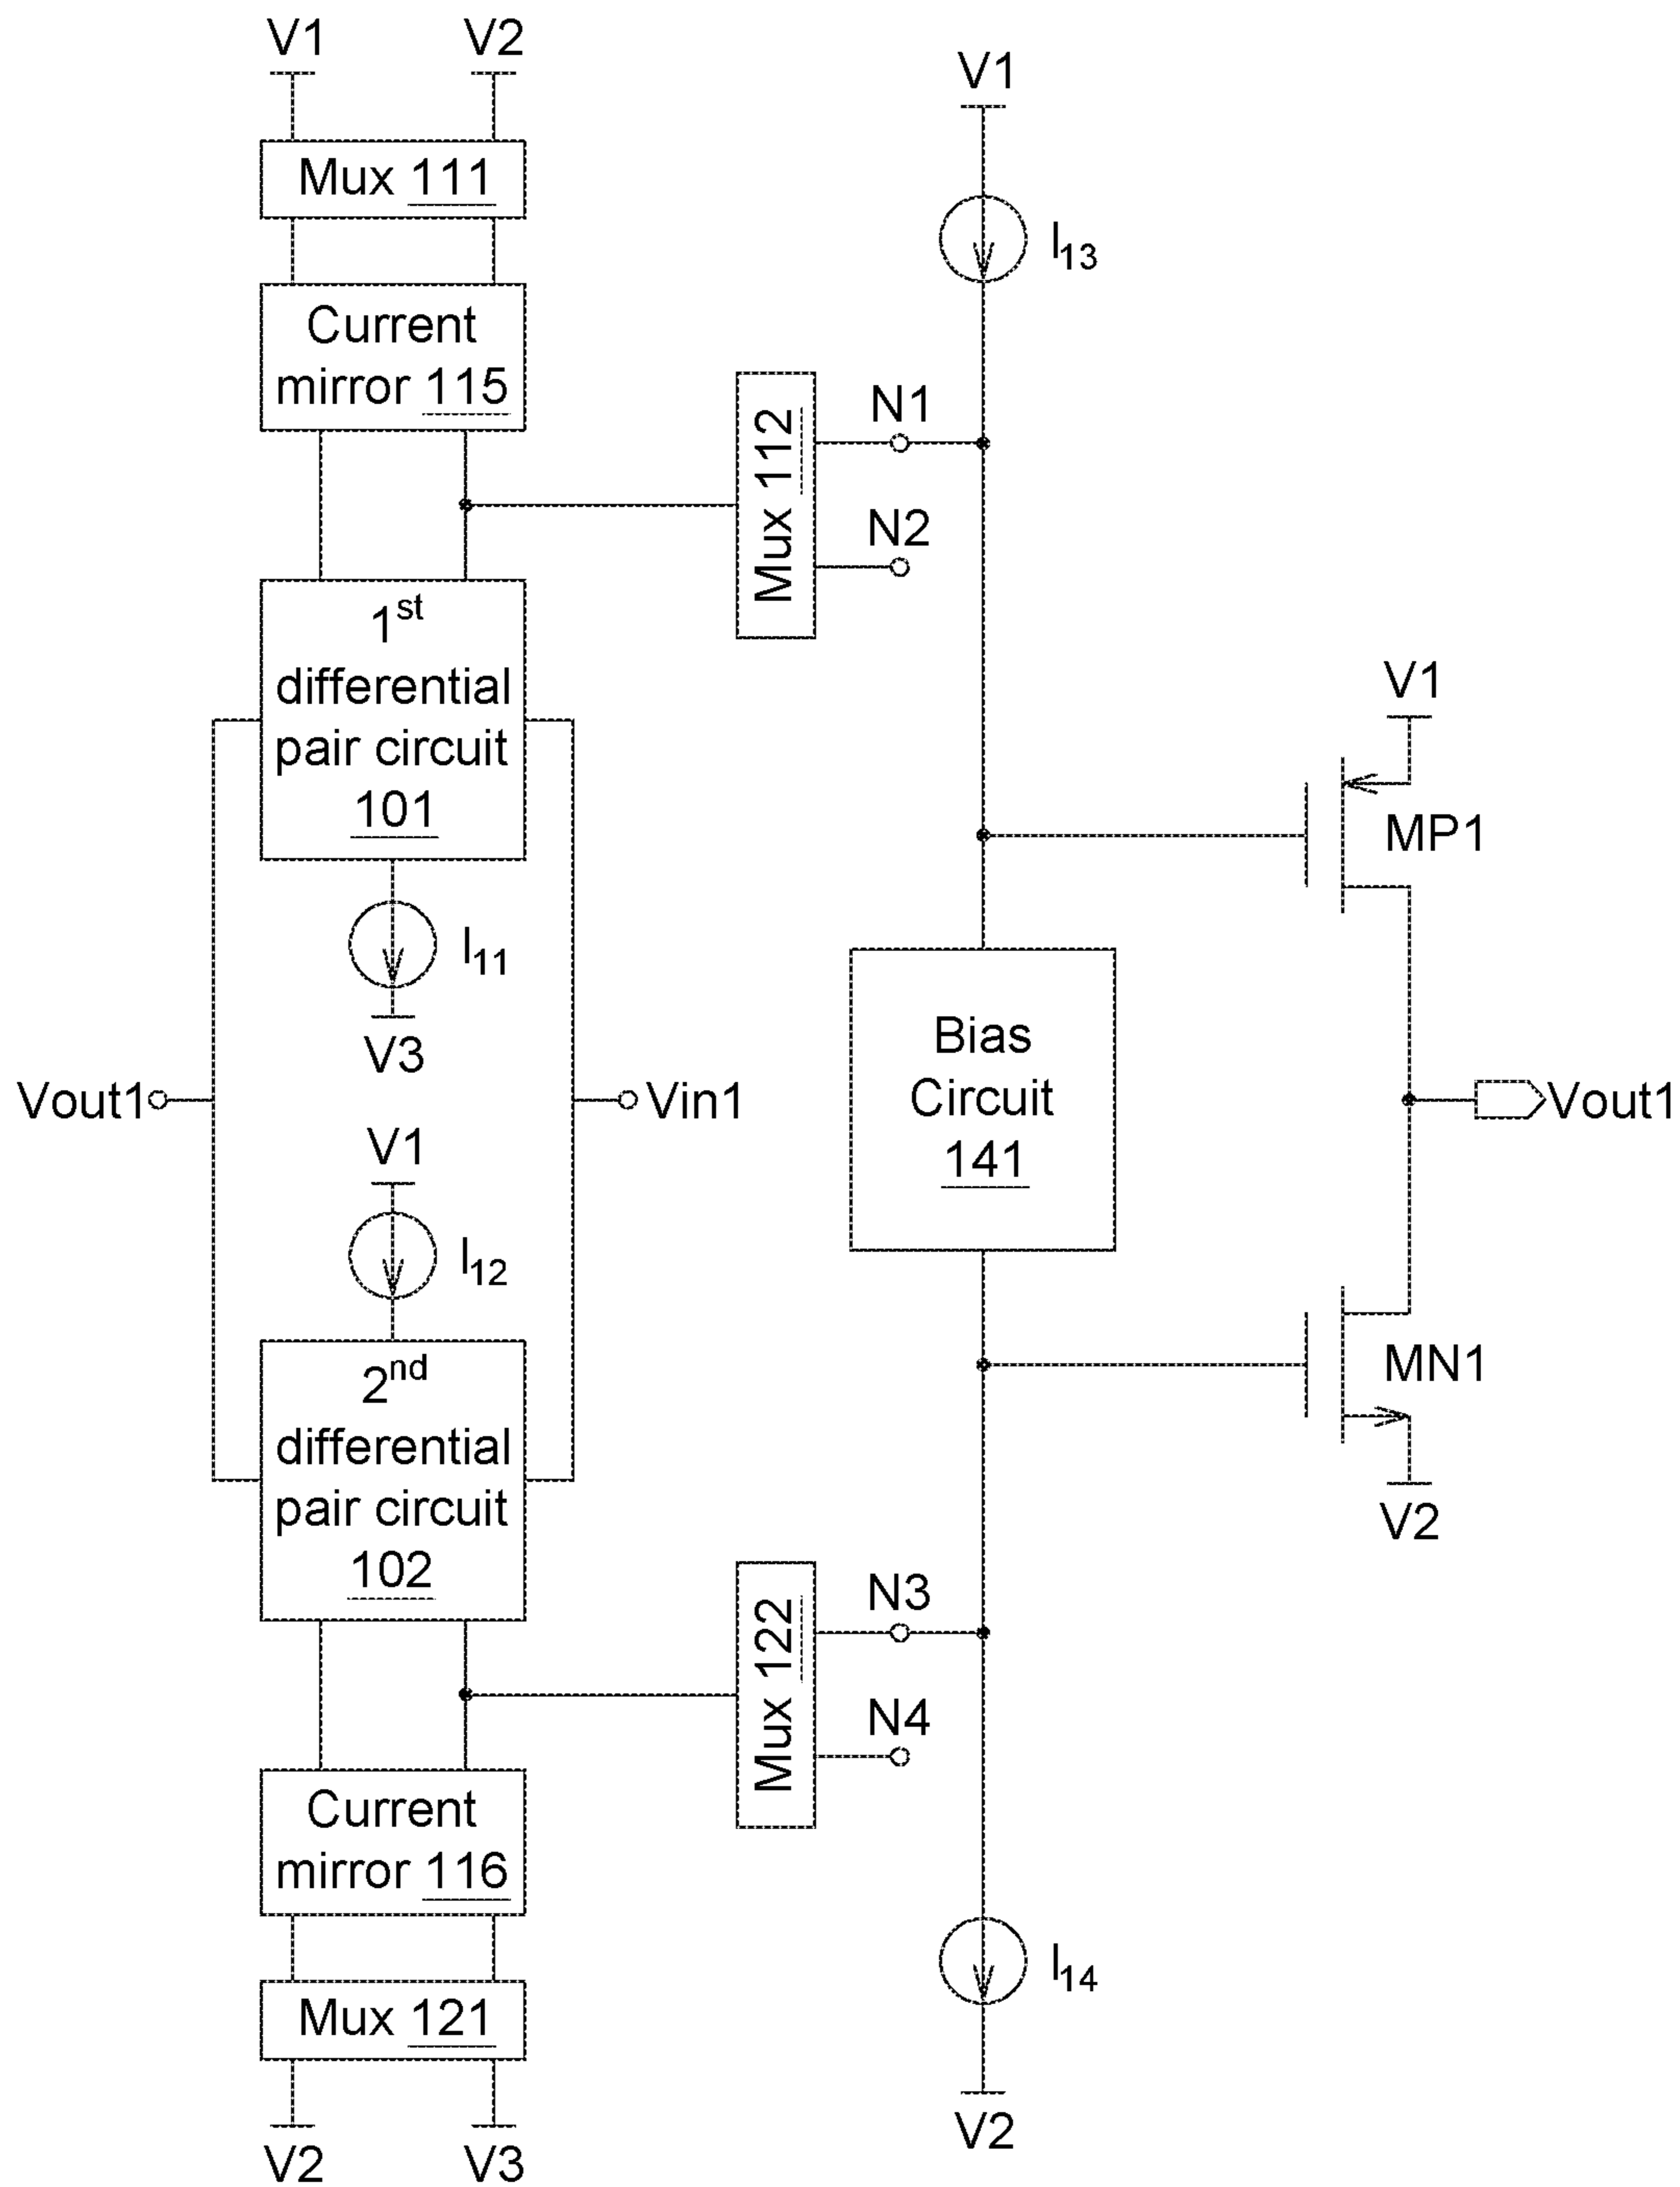 V1
V2
Mux 111
Current
mirror 115
1st
differential
pair circuit
101
I11
V3
Vout1
Vin1
V1
I12
2nd
differential
pair circuit
102
Current
mirror 116
Mux 121
V2
V3
Mux 112
N1
N2
Mux 122
N3
N4
V1
I13
Bias
Circuit
141
I14
V2
V1
MP1
Vout1
MN1
V2